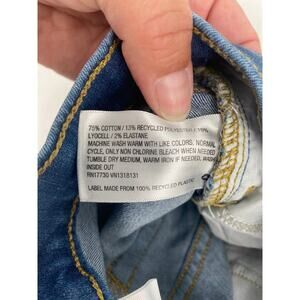 75% COTTON / 13% RECYCLED POLYESTER / 10%
LYOCELL / 2% ELASTANE
MACHINE WASH WARM WITH LIKE COLORS, NORMAL
CYCLE, ONLY NON CHLORINE BLEACH WHEN NEEDED
TUMBLE DRY MEDIUM, WARM IRON IF NEEDED, WASH
INSIDE OUT
RN17730 VN1318131
LABEL MADE FROM 100% RECYCLED PLASTIC